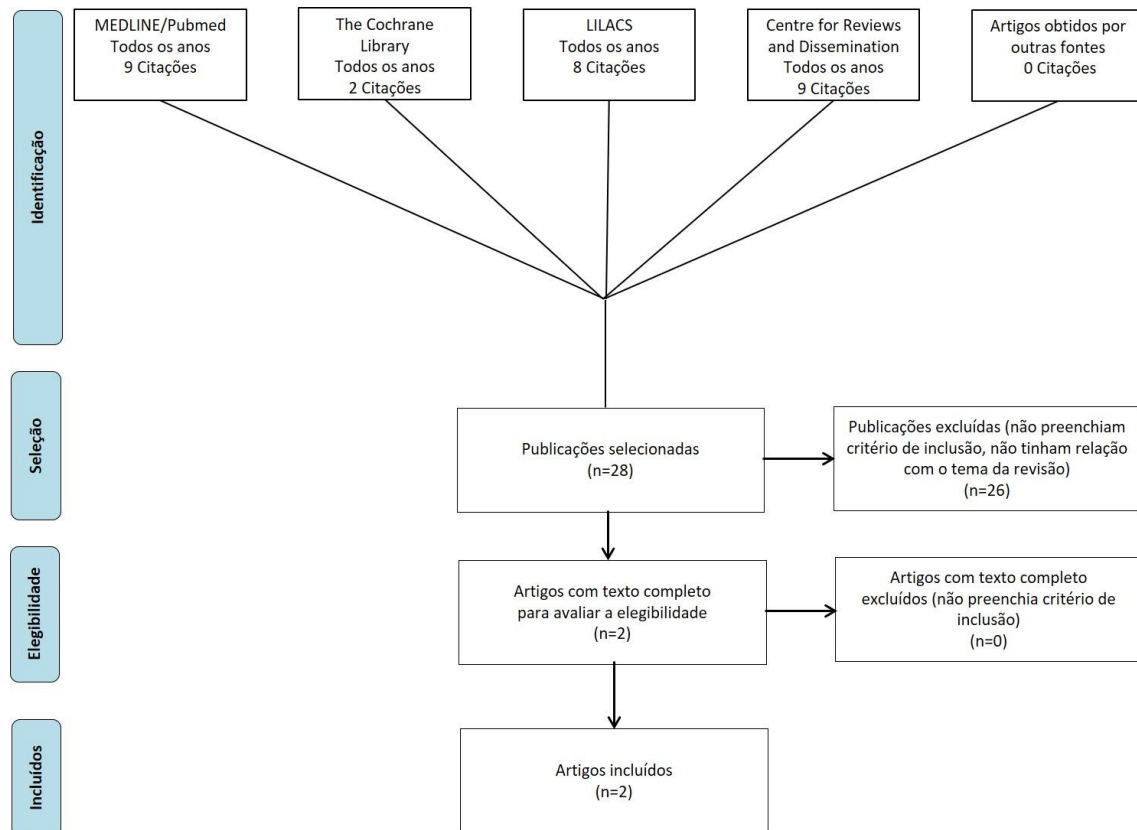 MEDLINE/Pubmed
Todos os anos
9 Citações
The Cochrane
Library
Todos os anos
2 Citações
LILACS
Todos os anos
8 Citações
Centre for Reviews
and Dissemination
Todos os anos
9 Citações
Artigos obtidos por
outras fontes
0 Citações
Identificação
Seleção
Publicações selecionadas
(n=28)
Publicações excluídas (não preenchiam
critério de inclusão, não tinham relação
com o tema da revisão)
(n=26)
Elegibilidade
Artigos com texto completo
para avaliar a elegibilidade
(n=2)
Artigos com texto completo
excluídos (não preenchia critério de
inclusão)
(n=0)
Incluídos
Artigos incluídos
(n=2)